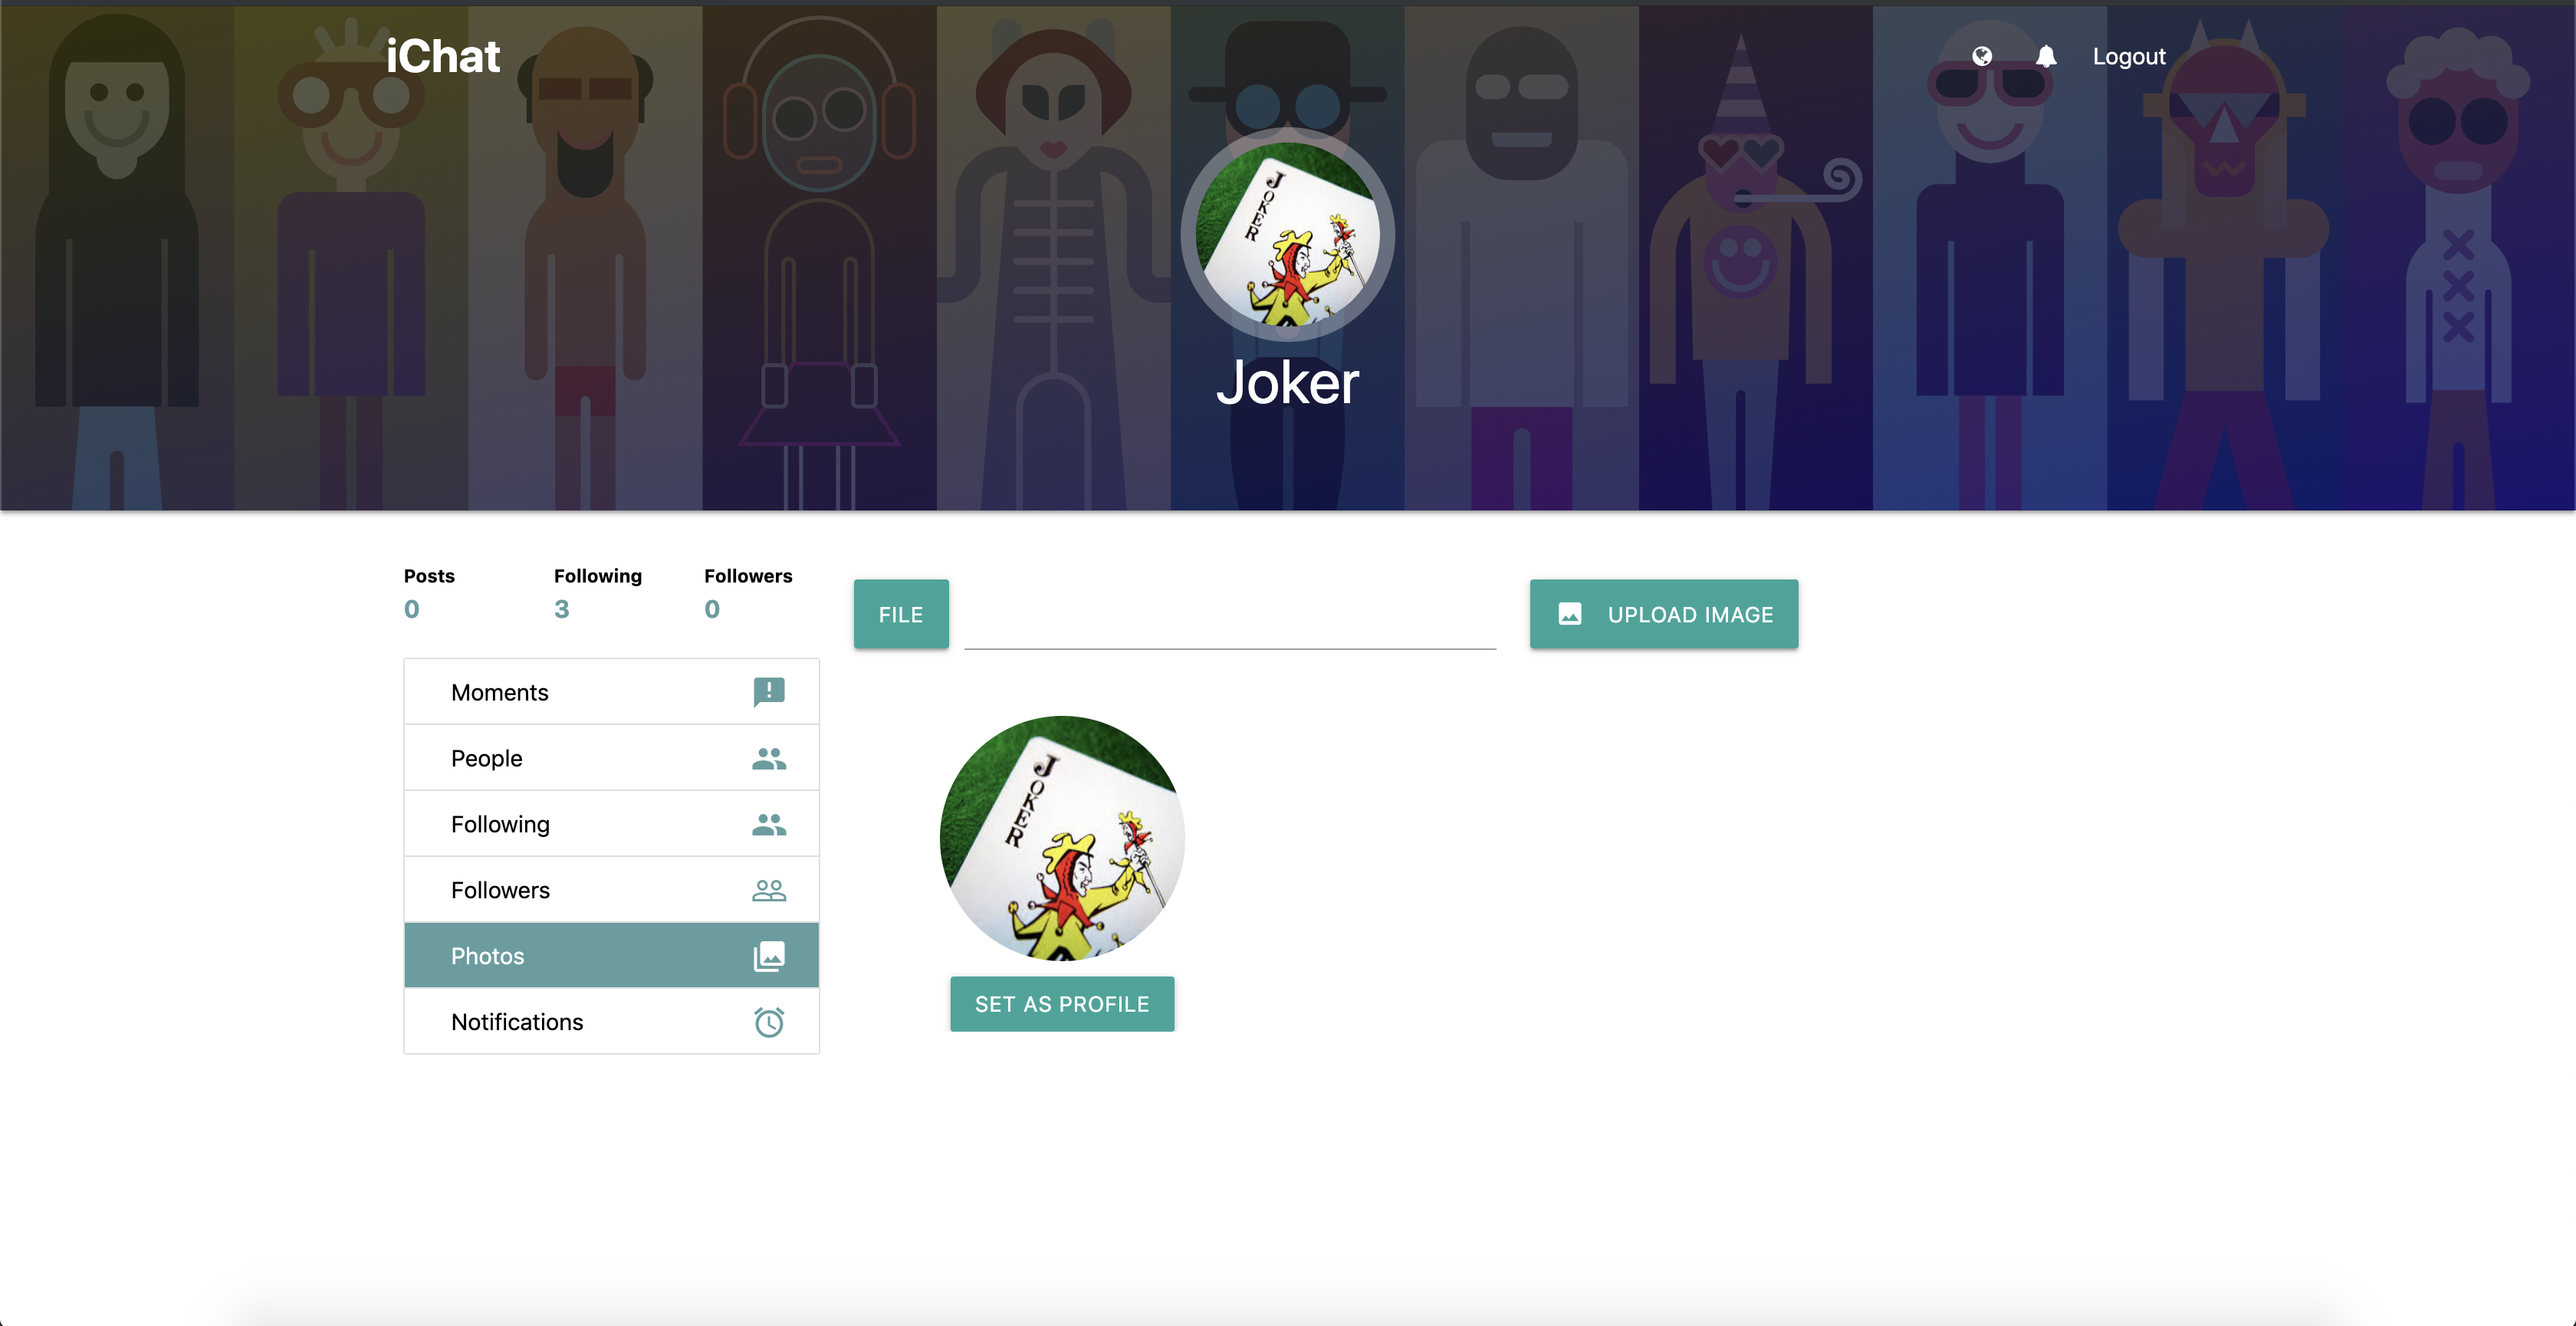 iChat
Logout
JOKER
Joker
Posts Following Followers
0 3 0
FILE
UPLOAD IMAGE
Moments
People
Following
Followers
Photos
Notifications
JOKER
SET AS PROFILE